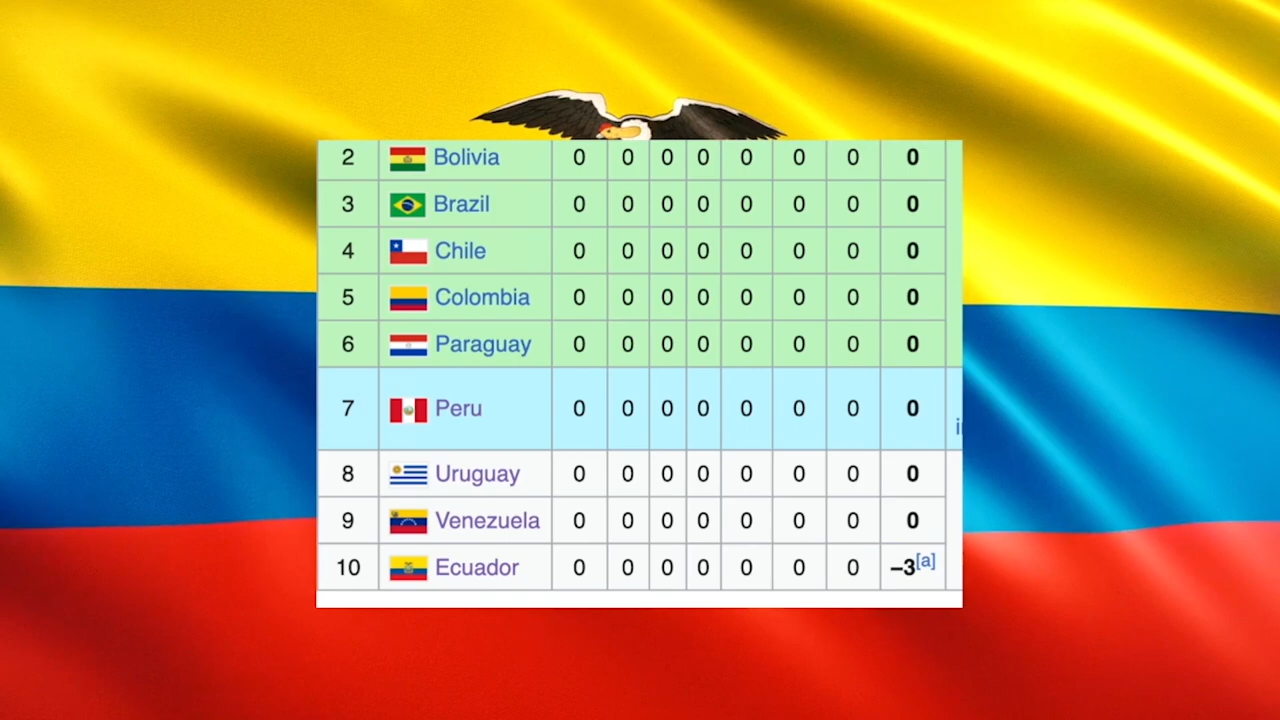 2 Bolivia 0 0 0 0 0 0 0 0
3 Brazil 0 0 0 0 0 0 0 0
4 Chile 0 0 0 0 0 0 0 0
5 Colombia 0 0 0 0 0 0 0 0
6 Paraguay 0 0 0 0 0 0 0 0
7 Peru 0 0 0 0 0 0 0 0
8 Uruguay 0 0 0 0 0 0 0 0
9 Venezuela 0 0 0 0 0 0 0 0
10 Ecuador 0 0 0 0 0 0 0 −3[a]